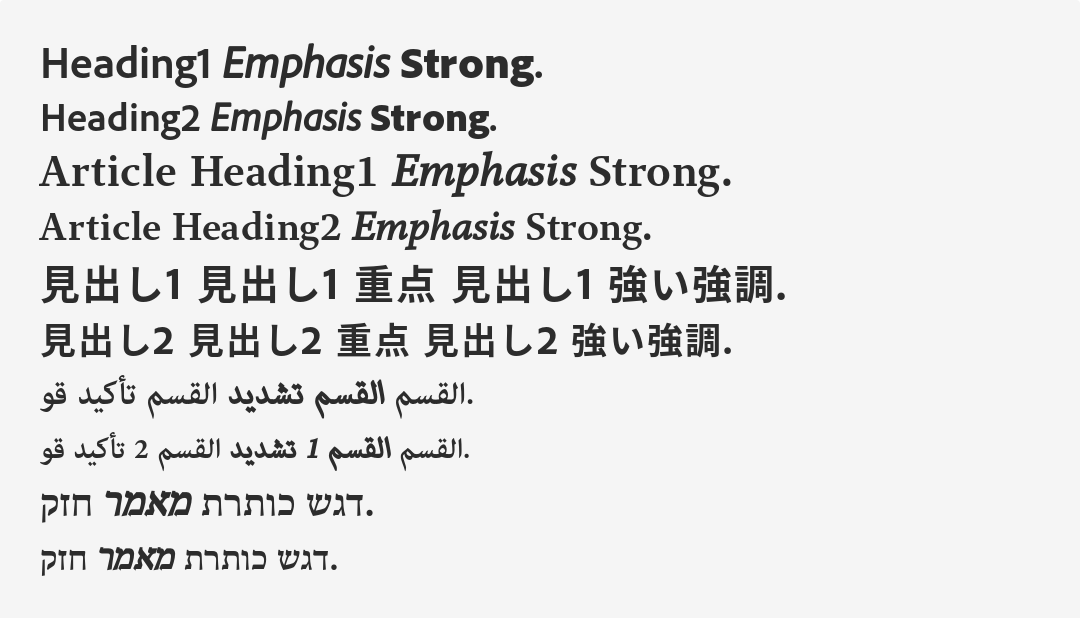 Heading1 Emphasis Strong.
Heading2 Emphasis Strong.
Article Heading1 Emphasis Strong.
Article Heading2 Emphasis Strong.
見出し1 見出し1 重点 見出し1 強い強調.
見出し2 見出し2 重点 見出し2 強い強調.
القسم القسم تشديد القسم تأكيد قو.
القسم القسم 1 تشديد القسم 2 تأكيد قو.
דגש כותרת מאמר חזק.
דגש כותרת מאמר חזק.